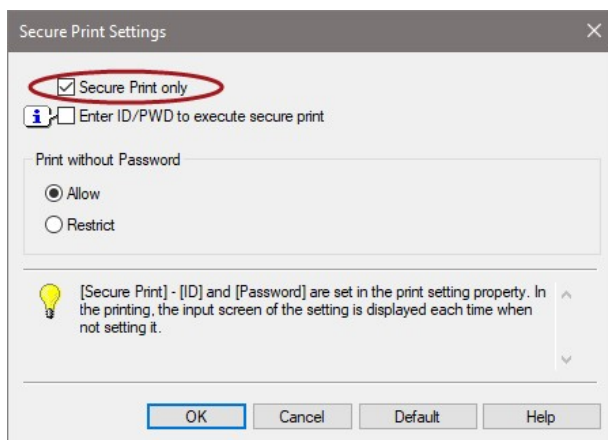 Secure Print Settings
Secure Print only
Enter ID/PWD to execute secure print
Print without Password
Allow
Restrict
[Secure Print] - [ID] and [Password] are set in the print setting property. In
the printing, the input screen of the setting is displayed each time when
not setting it.
OK Cancel Default Help